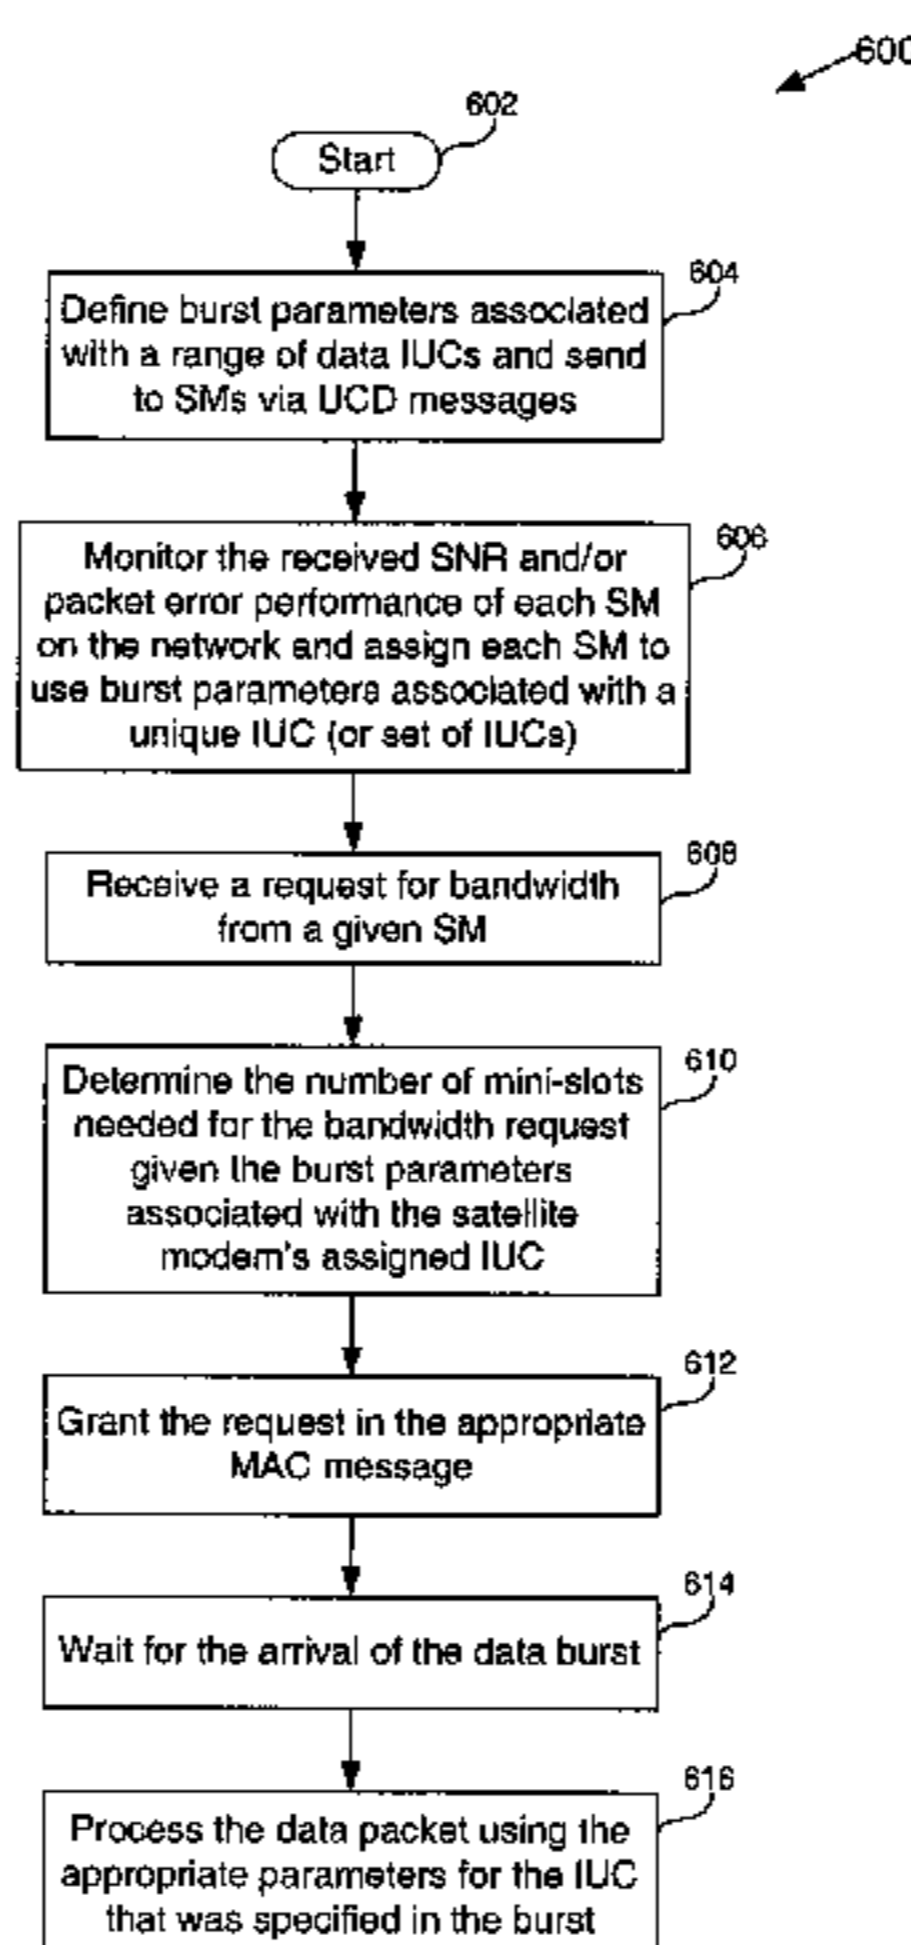 600
602
Start
604
Define burst parameters associated
with a range of data IUCs and send
to SMs via UCD messages
606
Monitor the received SNR and/or
packet error performance of each SM
on the network and assign each SM to
use burst parameters associated with a
unique IUC (or set of IUCs)
608
Receive a request for bandwidth
from a given SM
610
Determine the number of mini-slots
needed for the bandwidth request
given the burst parameters
associated with the satellite
modem's assigned IUC
612
Grant the request in the appropriate
MAC message
614
Wait for the arrival of the data burst
616
Process the data packet using the
appropriate parameters for the IUC
that was specified in the burst